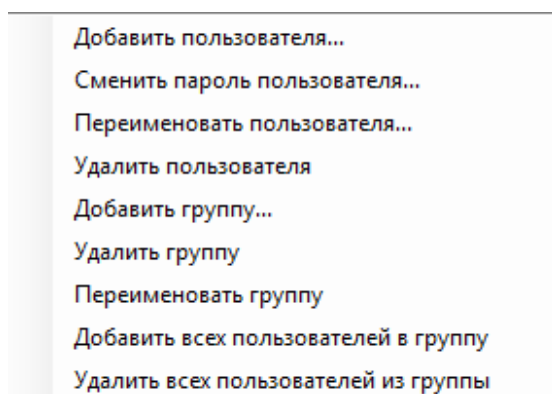 Добавить пользователя...
Сменить пароль пользователя...
Переименовать пользователя...
Удалить пользователя
Добавить группу...
Удалить группу
Переименовать группу
Добавить всех пользователей в группу
Удалить всех пользователей из группы